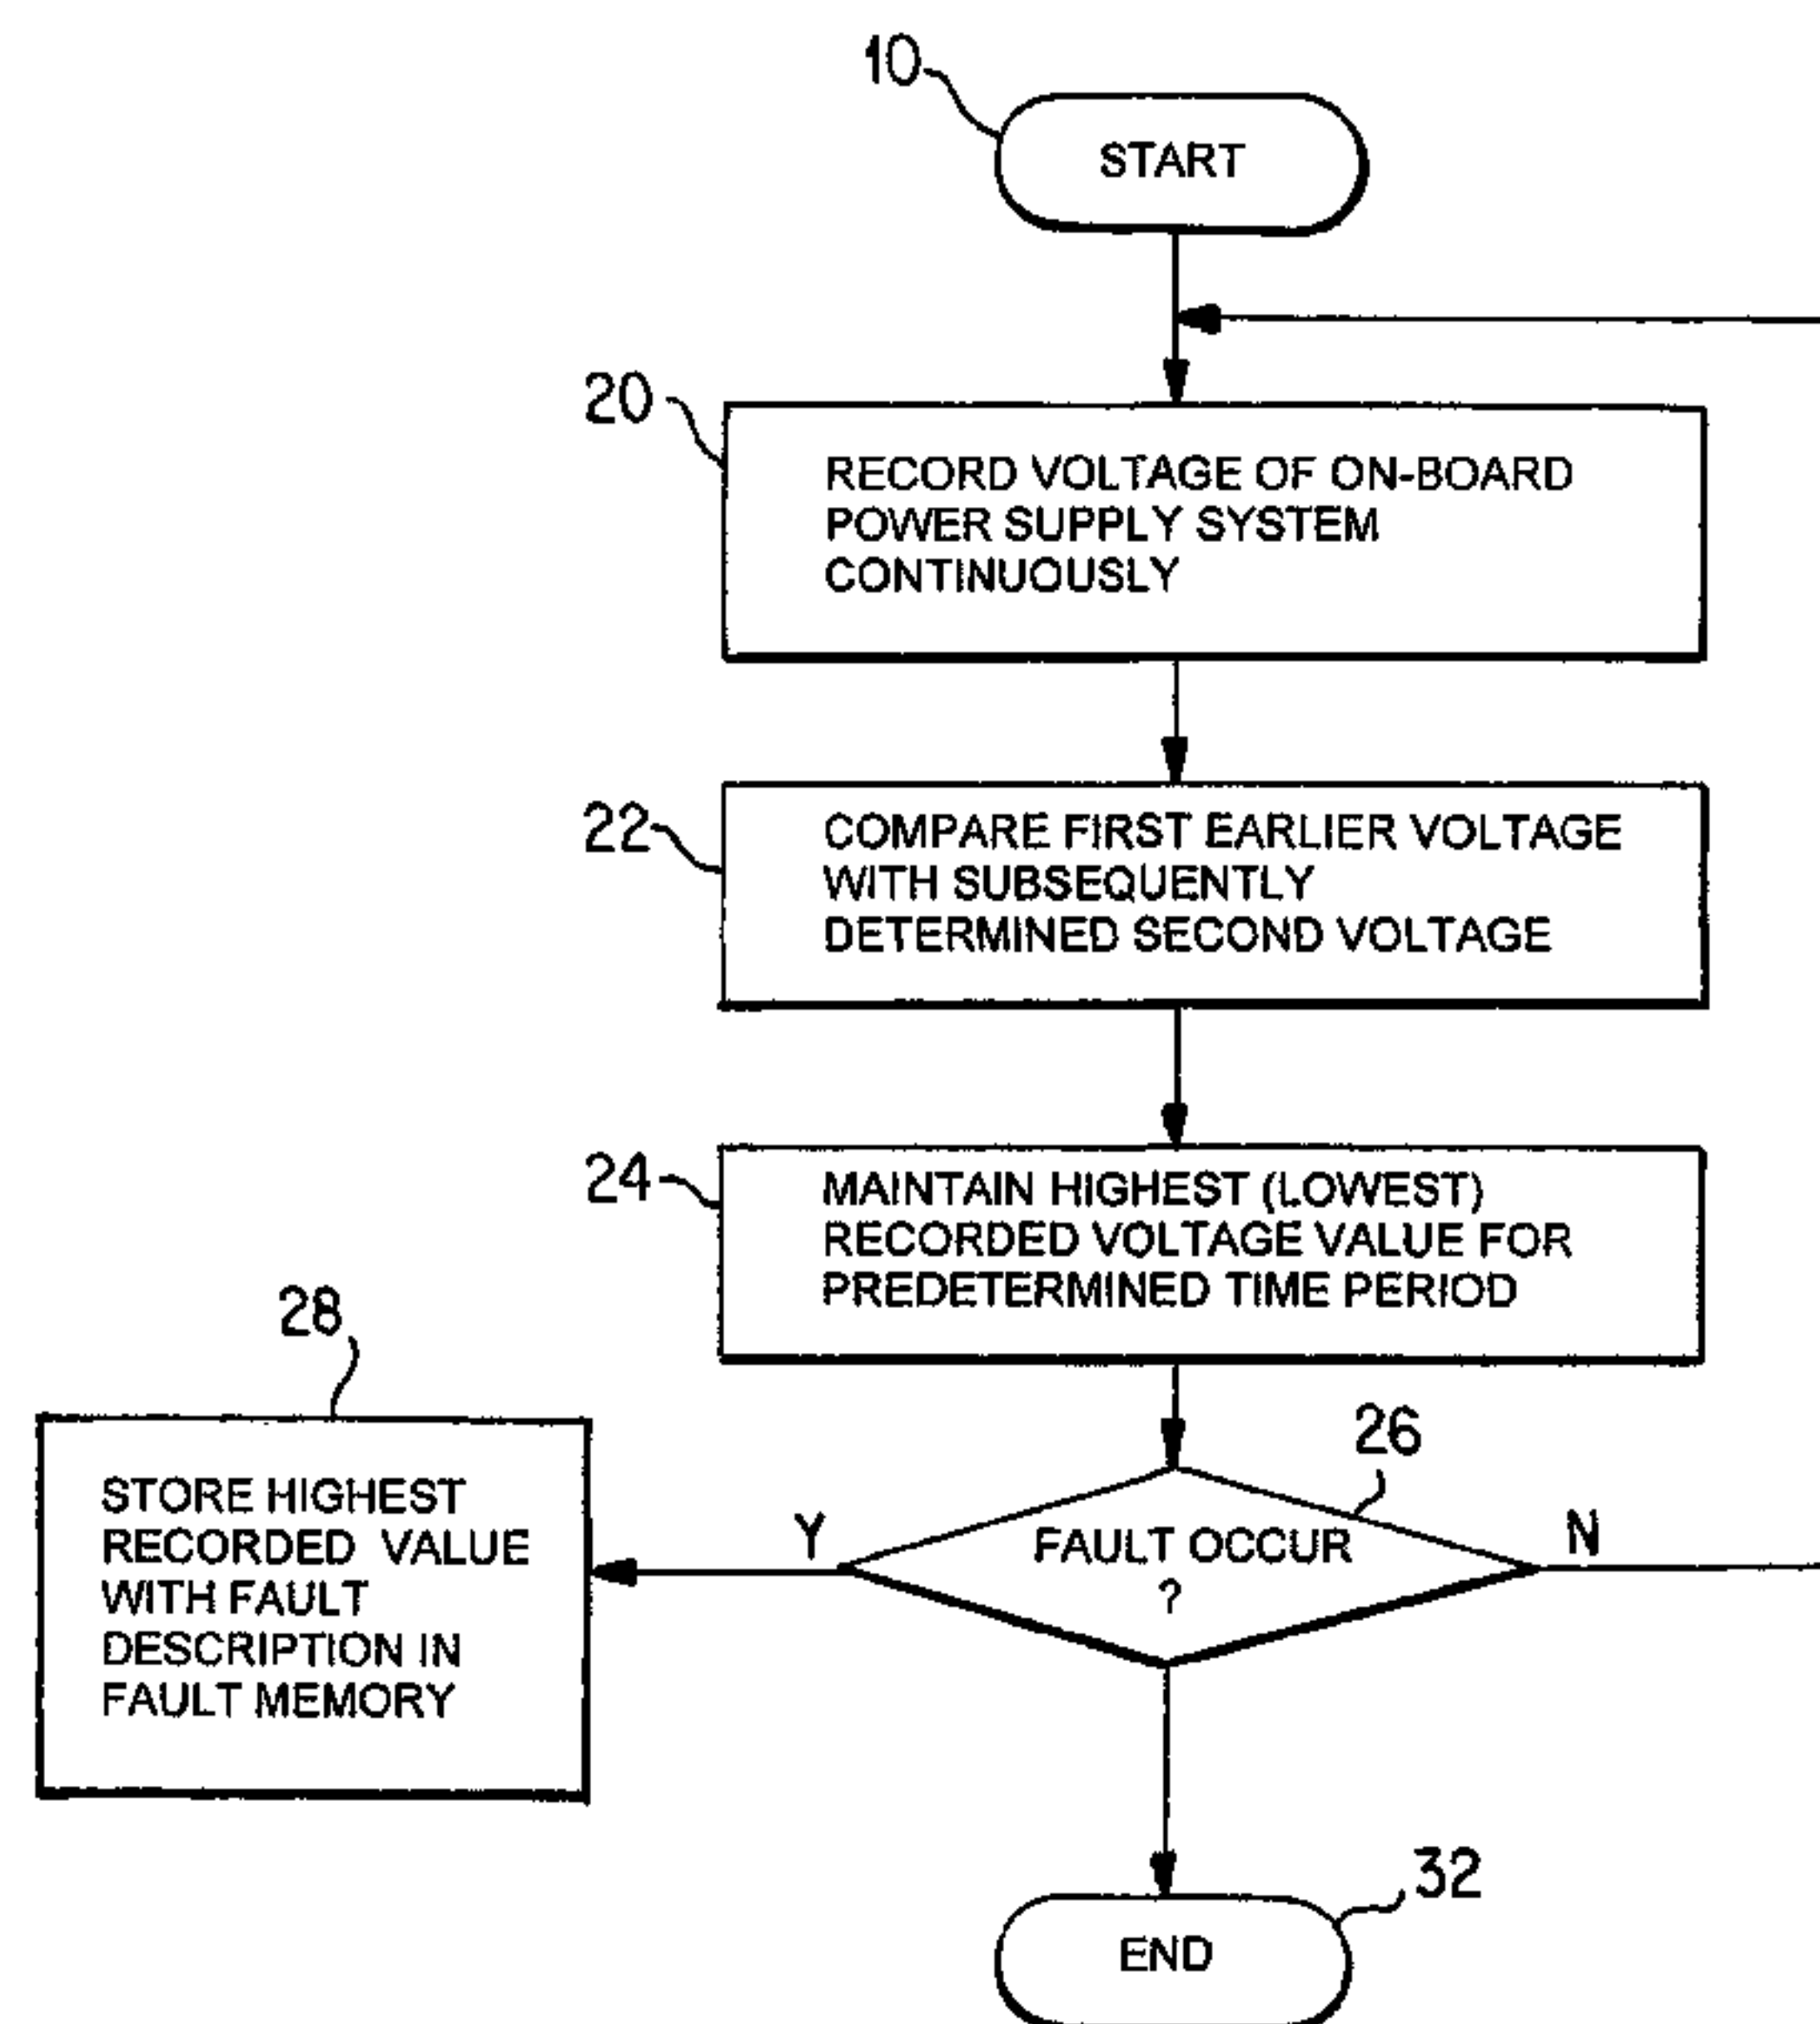 10
START
20
RECORD VOLTAGE OF ON-BOARD
POWER SUPPLY SYSTEM
CONTINUOUSLY
22
COMPARE FIRST EARLIER VOLTAGE
WITH SUBSEQUENTLY
DETERMINED SECOND VOLTAGE
24
MAINTAIN HIGHEST (LOWEST)
RECORDED VOLTAGE VALUE FOR
PREDETERMINED TIME PERIOD
28
STORE HIGHEST
RECORDED VALUE
WITH FAULT
DESCRIPTION IN
FAULT MEMORY
Y
26
FAULT OCCUR
?
N
32
END